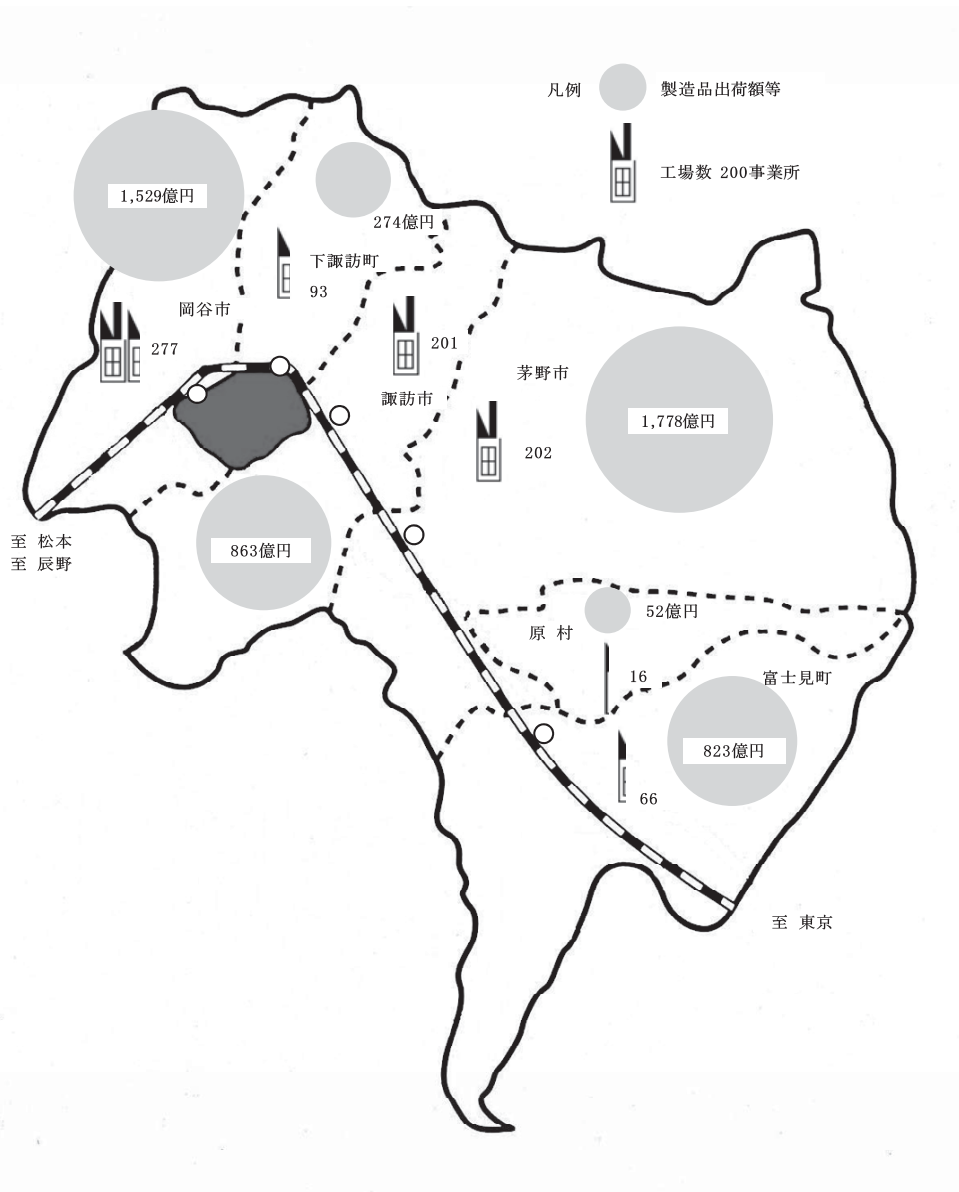 凡例 製造品出荷額等
工場数 200事業所
1,529億円
274億円
下諏訪町
93
岡谷市
277
201
諏訪市
茅野市
202
1,778億円
至 松本
至 辰野
863億円
52億円
原 村
16
富士見町
823億円
66
至 東京